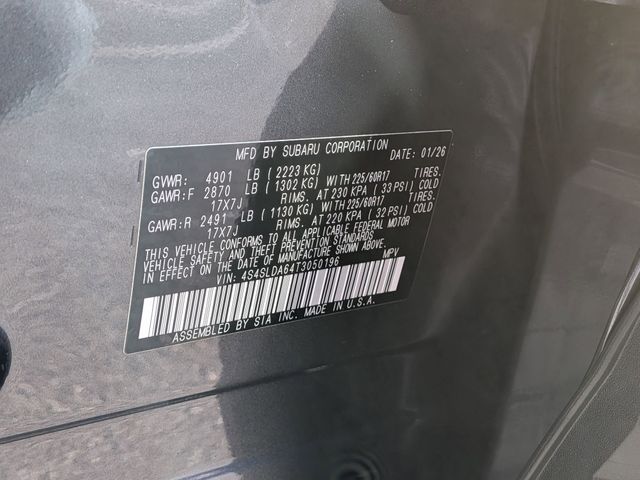 MFD BY SUBARU CORPORATION
DATE: 01/26
GVWR: 4901 LB ( 2223 KG)
GAWR:F 2870 LB ( 1302 KG) WITH 225/60R17 TIRES.
17X7J RIMS. AT 230 KPA ( 33 PSI) COLD
GAWR:R 2491 LB ( 1130 KG) WITH 225/60R17 TIRES.
17X7J RIMS. AT 220 KPA ( 32 PSI) COLD
THIS VEHICLE CONFORMS TO ALL APPLICABLE FEDERAL MOTOR
VEHICLE SAFETY AND THEFT PREVENTION STANDARDS
IN EFFECT ON THE DATE OF MANUFACTURE SHOWN ABOVE.
VIN: 4S4SLDA64T3050196 MPV
ASSEMBLED BY SIA INC. MADE IN U.S.A.